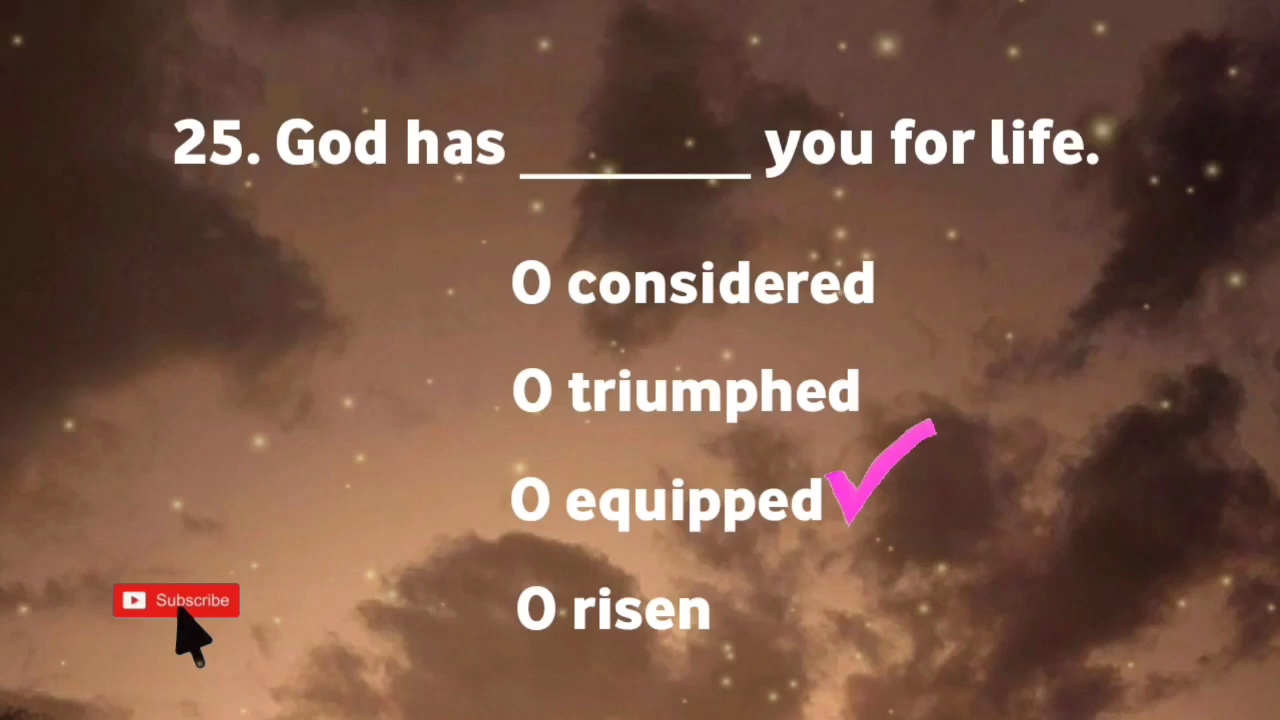 25. God has ________ you for life.
O considered
O triumphed
O equipped
O risen
Subscribe